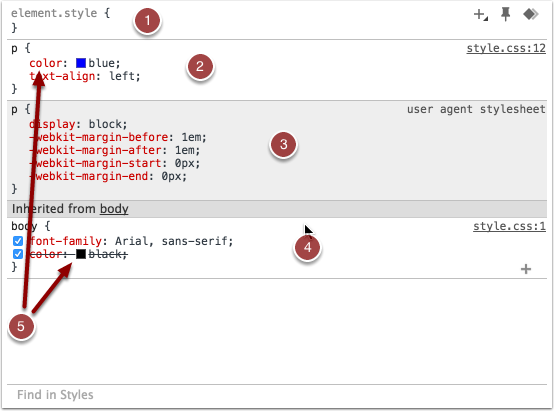 element.style {
1
}
p {
style.css:12
color: blue;
2
text-align: left;
}
p {
user agent stylesheet
display: block;
-webkit-margin-before: 1em;
3
-webkit-margin-after: 1em;
-webkit-margin-start: 0px;
-webkit-margin-end: 0px;
}
Inherited from body
body {
style.css:1
font-family: Arial, sans-serif;
4
color: black;
}
5
Find in Styles